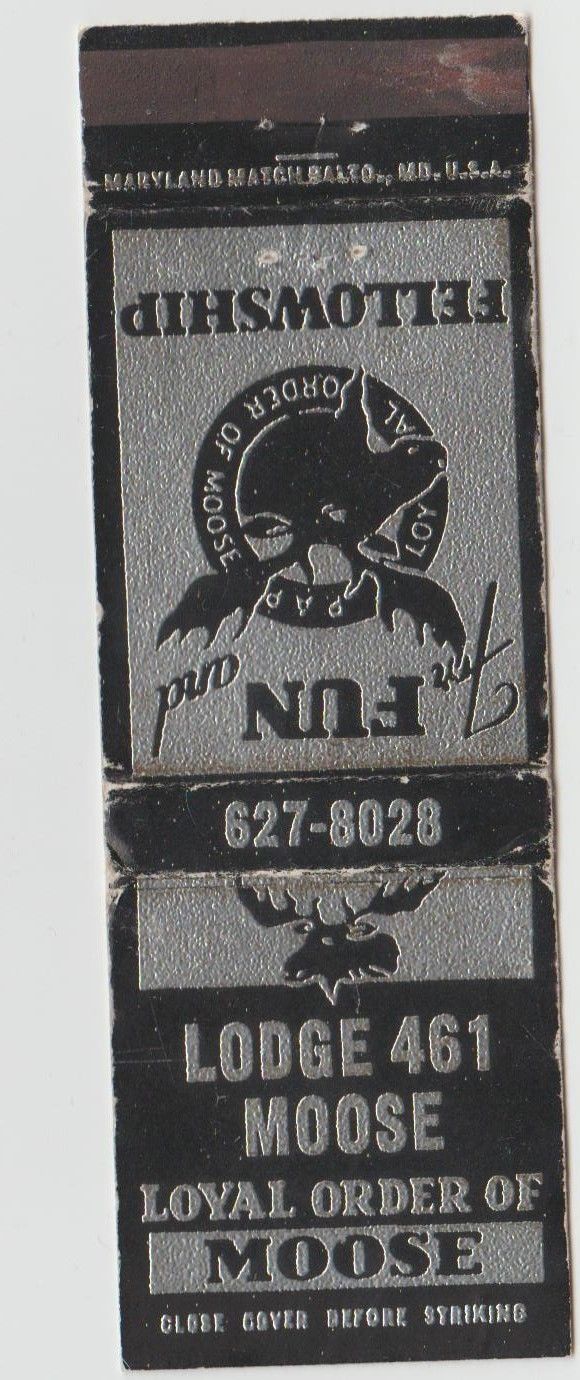 MARYLAND MATCH BALTO., MD. U.S.A.
For FUN and
LOYAL ORDER OF MOOSE
PAP
FELLOWSHIP
627-8028
LODGE 461
MOOSE
LOYAL ORDER OF
MOOSE
CLOSE COVER BEFORE STRIKING